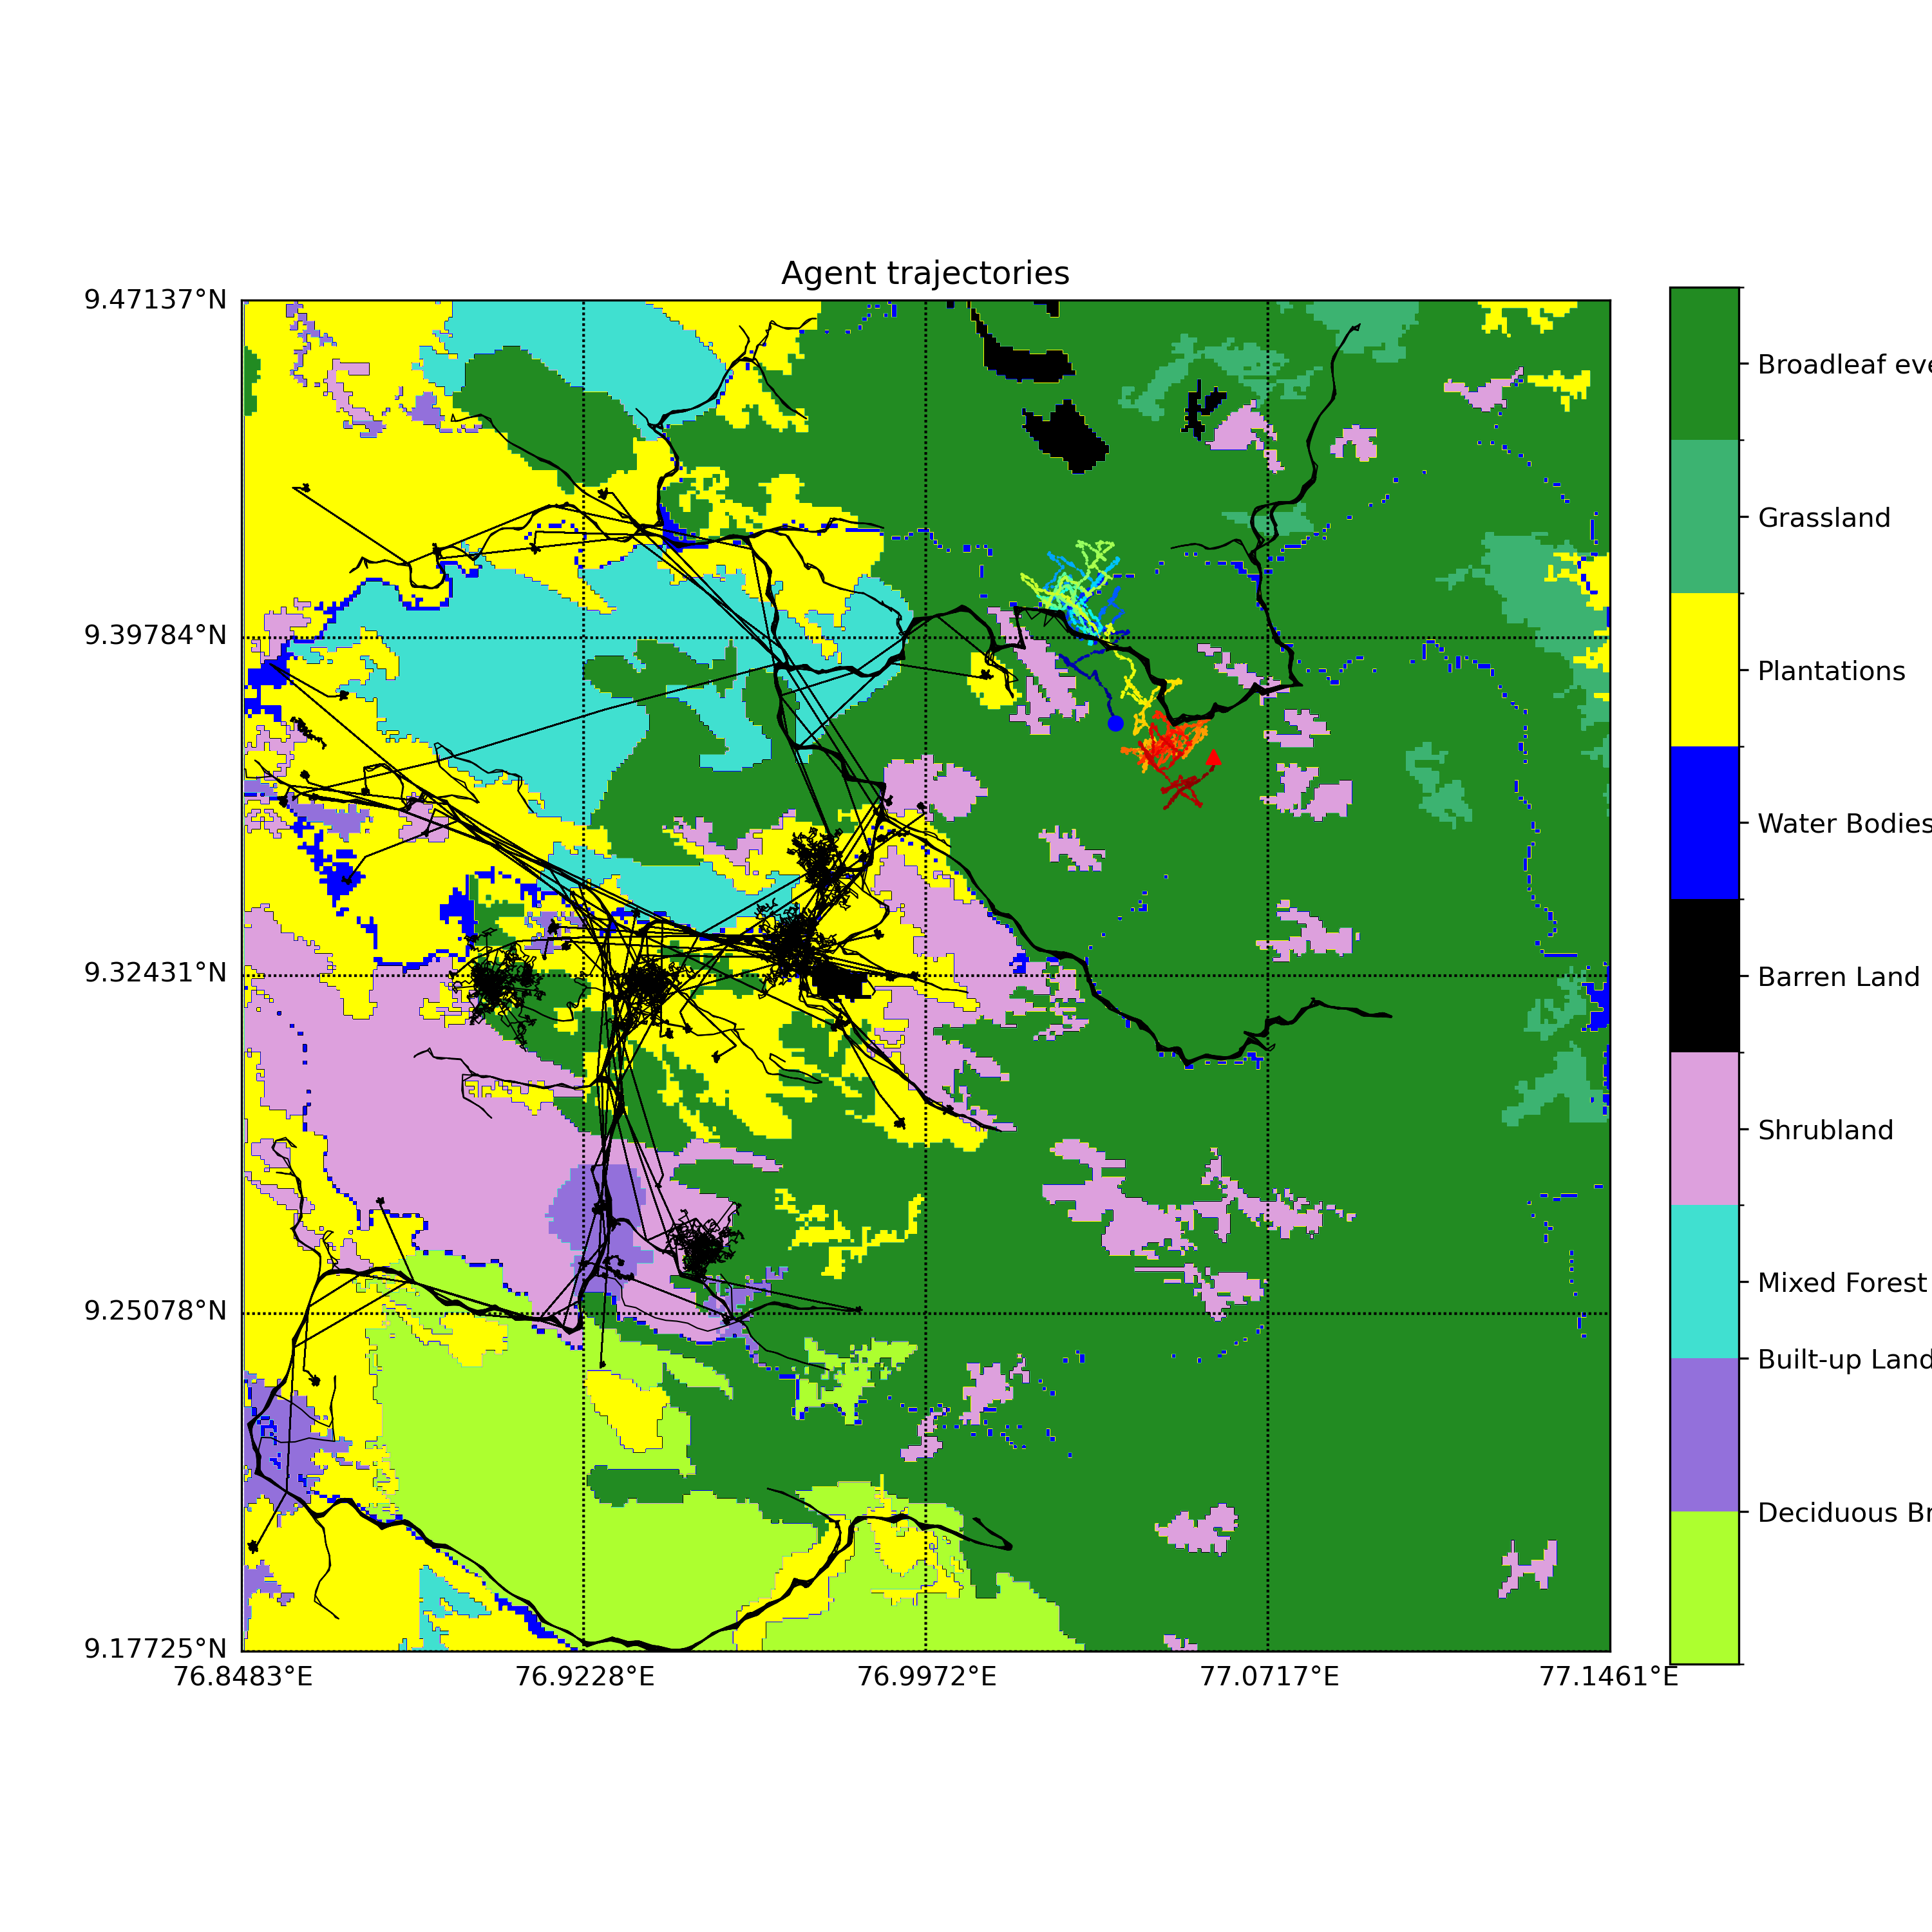 Agent trajectories
9.47137°N
9.39784°N
9.32431°N
9.25078°N
9.17725°N
76.8483°E
76.9228°E
76.9972°E
77.0717°E
77.1461°E
Broadleaf eve
Grassland
Plantations
Water Bodies
Barren Land
Shrubland
Mixed Forest
Built-up Land
Deciduous Br